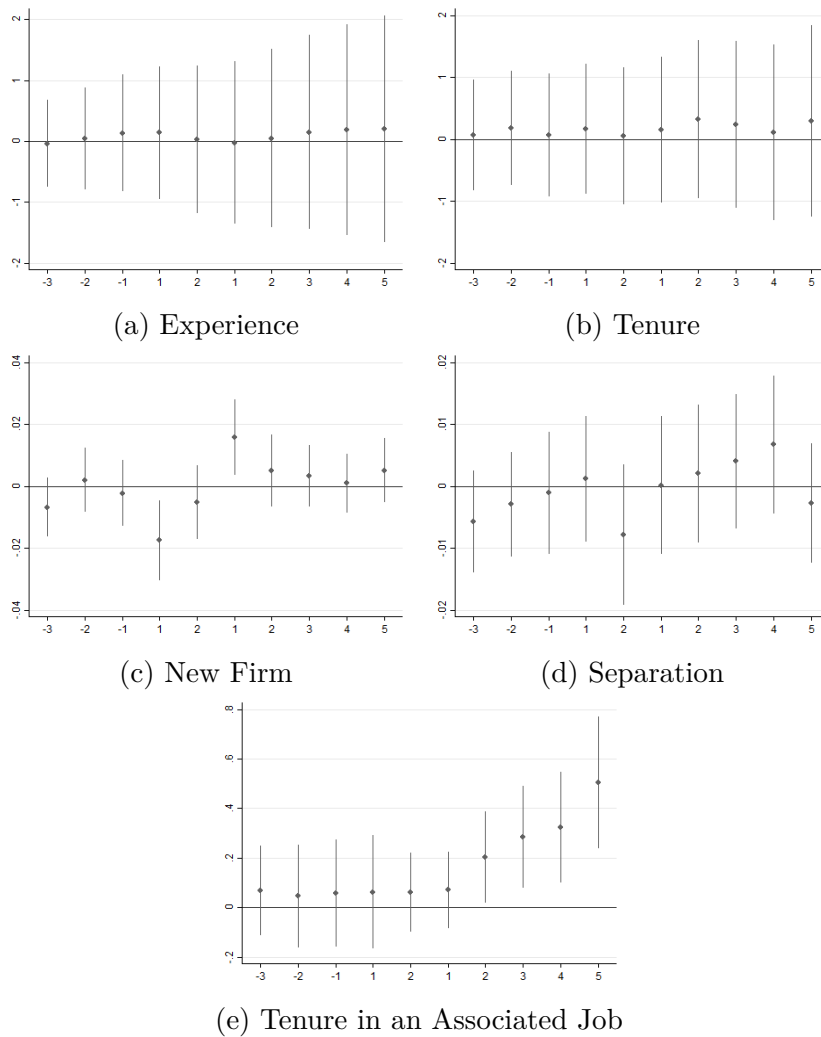 2
1
0
-1
-2
-3 -2 -1 1 2 1 2 3 4 5
(a) Experience
2
1
0
-1
-2
-3 -2 -1 1 2 1 2 3 4 5
(b) Tenure
.04
.02
0
-.02
-.04
-3 -2 -1 1 2 1 2 3 4 5
(c) New Firm
.02
.01
0
-.01
-.02
-3 -2 -1 1 2 1 2 3 4 5
(d) Separation
.8
.6
.4
.2
0
-.2
-3 -2 -1 1 2 1 2 3 4 5
(e) Tenure in an Associated Job